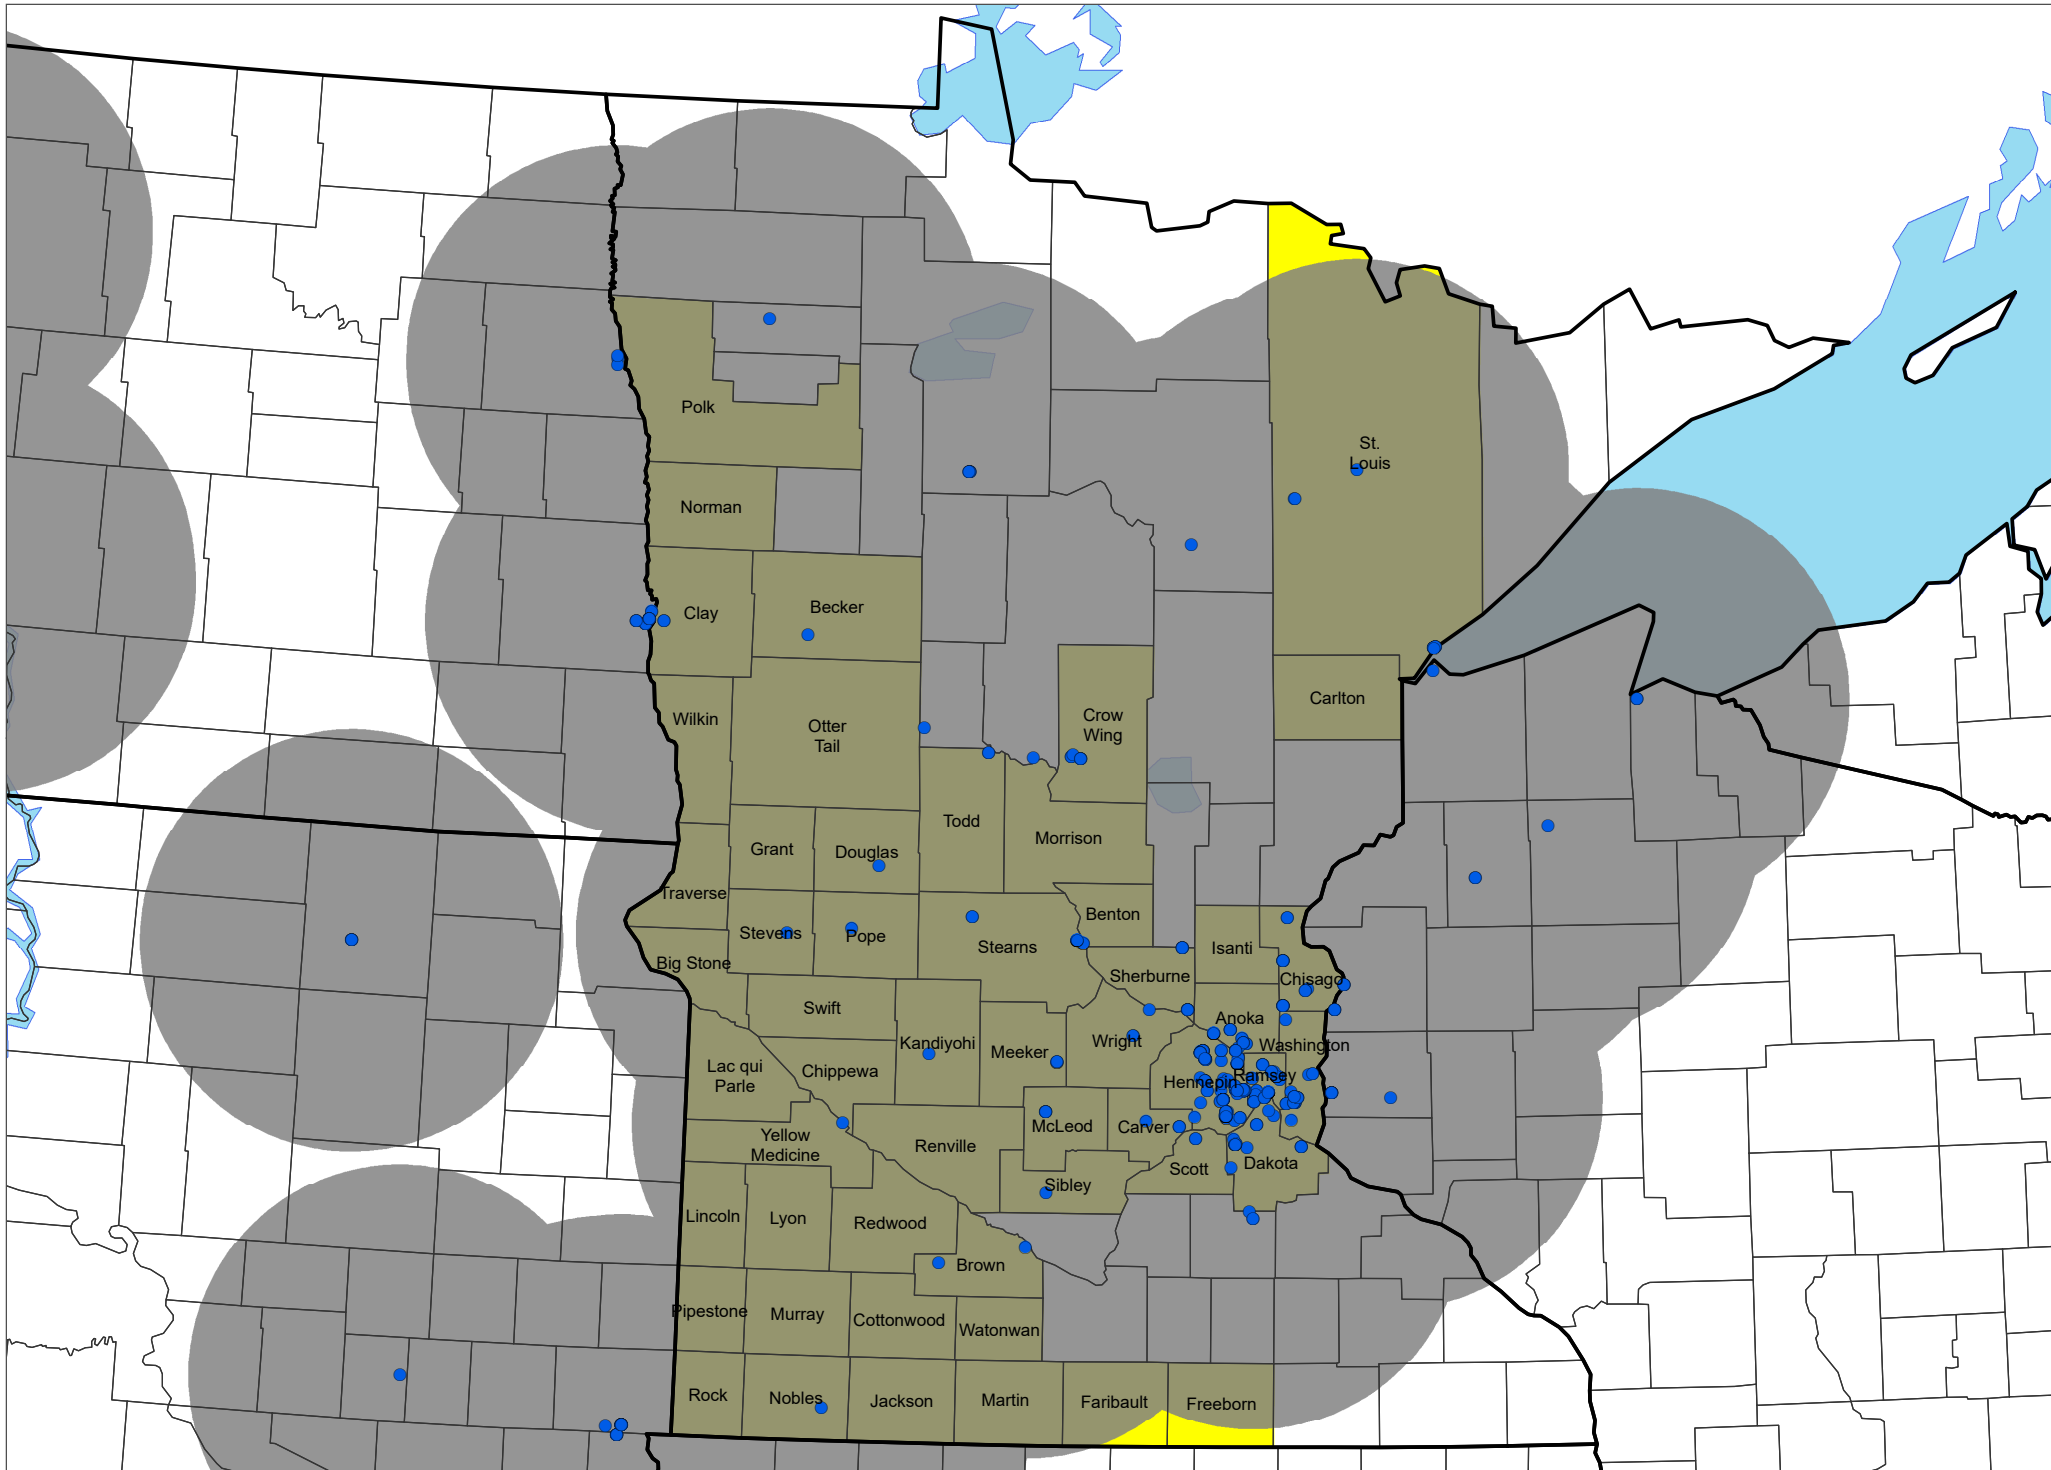 Polk
St.
Louis
Norman
Clay
Becker
Wilkin
Otter
Tail
Crow
Wing
Carlton
Todd
Morrison
Grant
Douglas
Traverse
Stevens
Pope
Stearns
Benton
Isanti
Big Stone
Sherburne
Chisago
Swift
Anoka
Kandiyohi
Meeker
Wright
Washington
Lac qui
Parle
Chippewa
Hennepin
Ramsey
McLeod
Carver
Yellow
Medicine
Renville
Scott
Dakota
Sibley
Lincoln
Lyon
Redwood
Brown
Pipestone
Murray
Cottonwood
Watonwan
Rock
Nobles
Jackson
Martin
Faribault
Freeborn